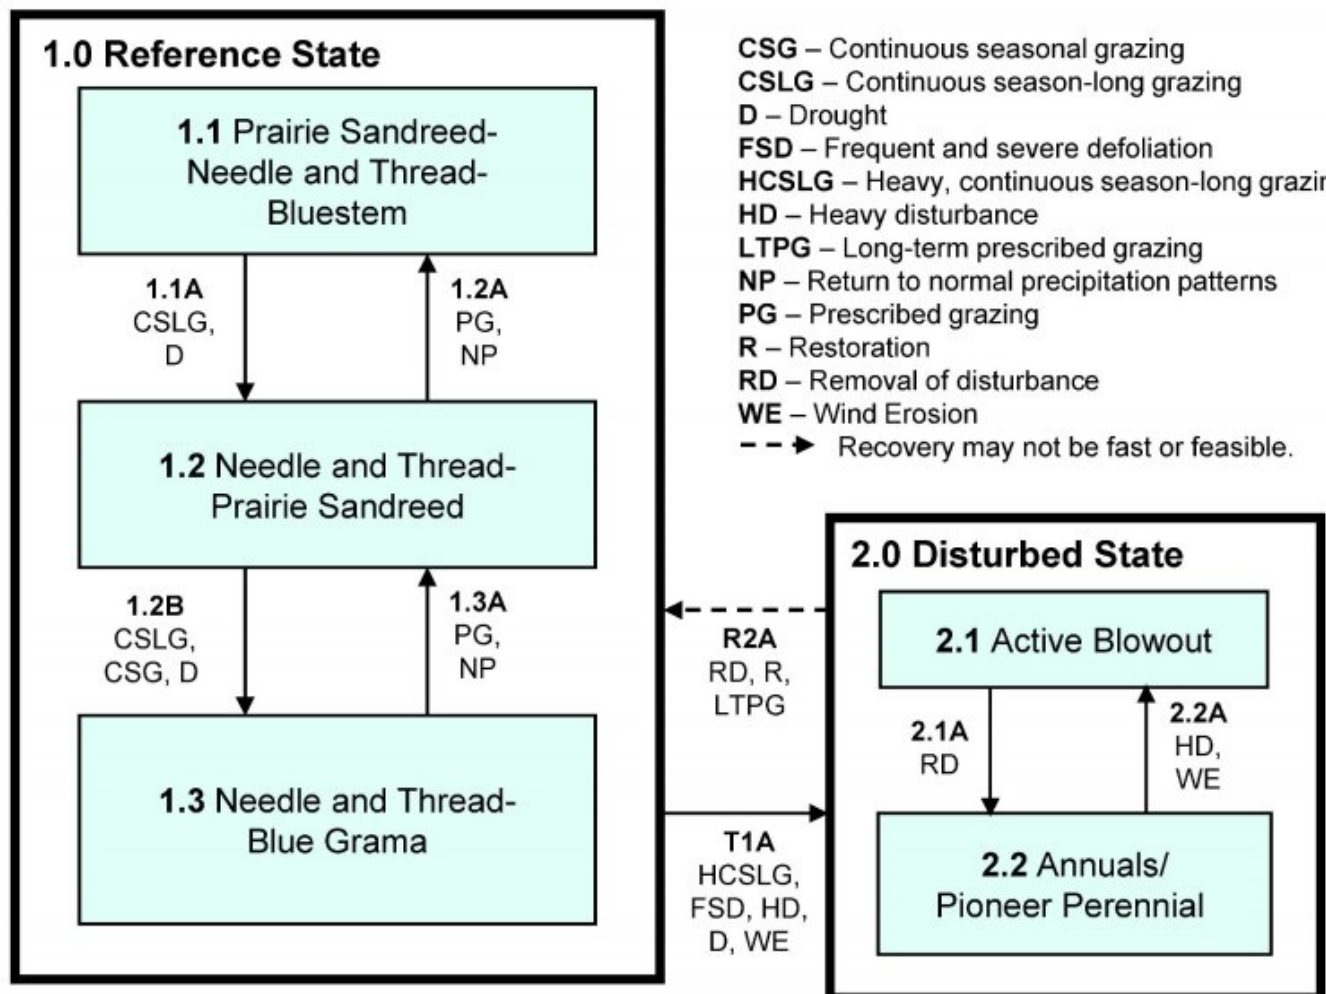 1.0 Reference State
1.1 Prairie Sandreed-
Needle and Thread-
Bluestem
1.1A
CSLG,
D
1.2A
PG,
NP
1.2 Needle and Thread-
Prairie Sandreed
1.2B
CSLG,
CSG, D
1.3A
PG,
NP
1.3 Needle and Thread-
Blue Grama
CSG – Continuous seasonal grazing
CSLG – Continuous season-long grazing
D – Drought
FSD – Frequent and severe defoliation
HCSLG – Heavy, continuous season-long grazin
HD – Heavy disturbance
LTPG – Long-term prescribed grazing
NP – Return to normal precipitation patterns
PG – Prescribed grazing
R – Restoration
RD – Removal of disturbance
WE – Wind Erosion
Recovery may not be fast or feasible.
R2A
RD, R,
LTPG
T1A
HCSLG,
FSD, HD,
D, WE
2.0 Disturbed State
2.1 Active Blowout
2.1A
RD
2.2A
HD,
WE
2.2 Annuals/
Pioneer Perennial